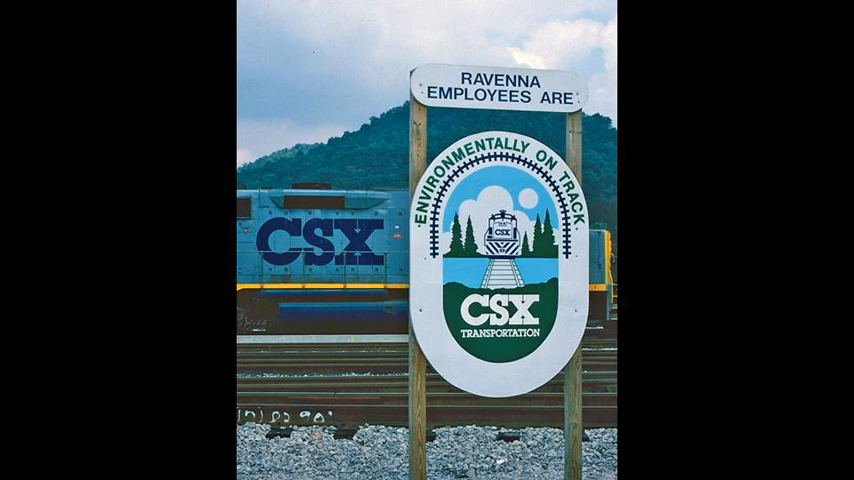 RAVENNA
EMPLOYEES ARE
ENVIRONMENTALLY ON TRACK
CSX
CSX
CSX
TRANSPORTATION